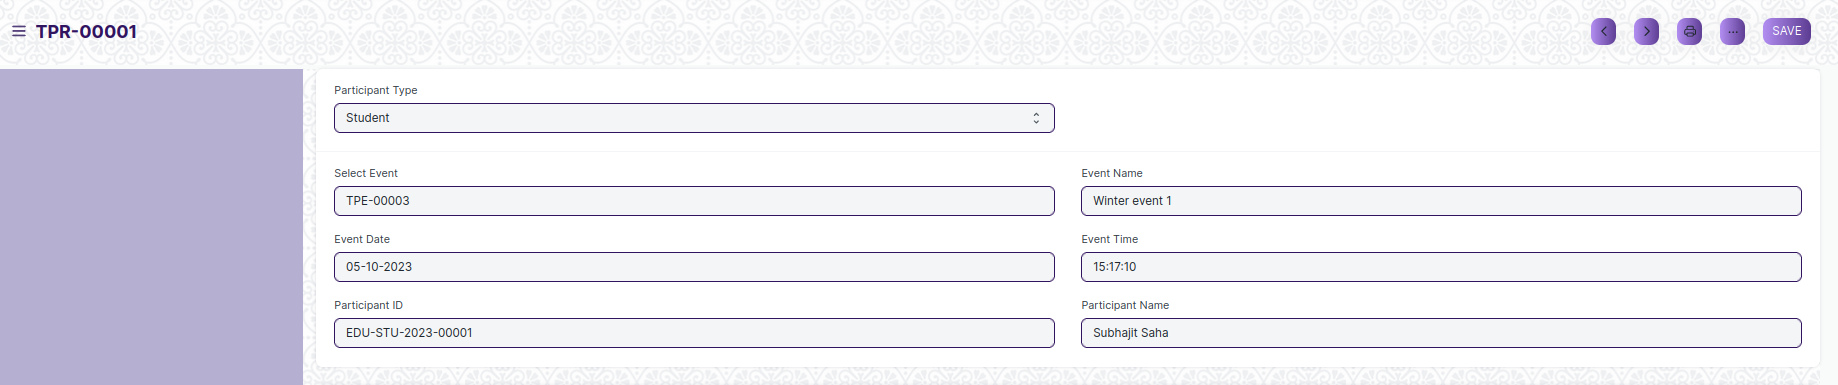 TPR-00001
SAVE
Participant Type
Student
Select Event
Event Name
TPE-00003
Winter event 1
Event Date
Event Time
05-10-2023
15:17:10
Participant ID
Participant Name
EDU-STU-2023-00001
Subhajit Saha